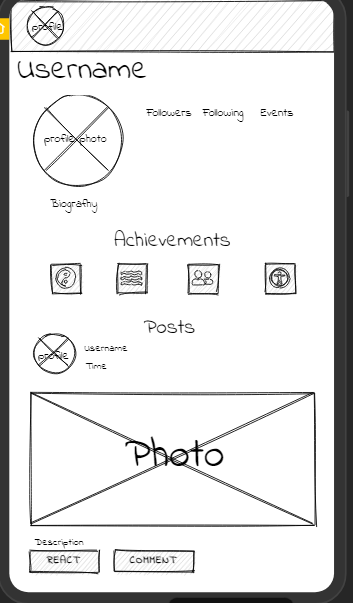 profile
Username
profile photo
Followers Following Events
Biografhy
Achievements
Posts
profile
Username
Time
Photo
Description
REACT COMMENT